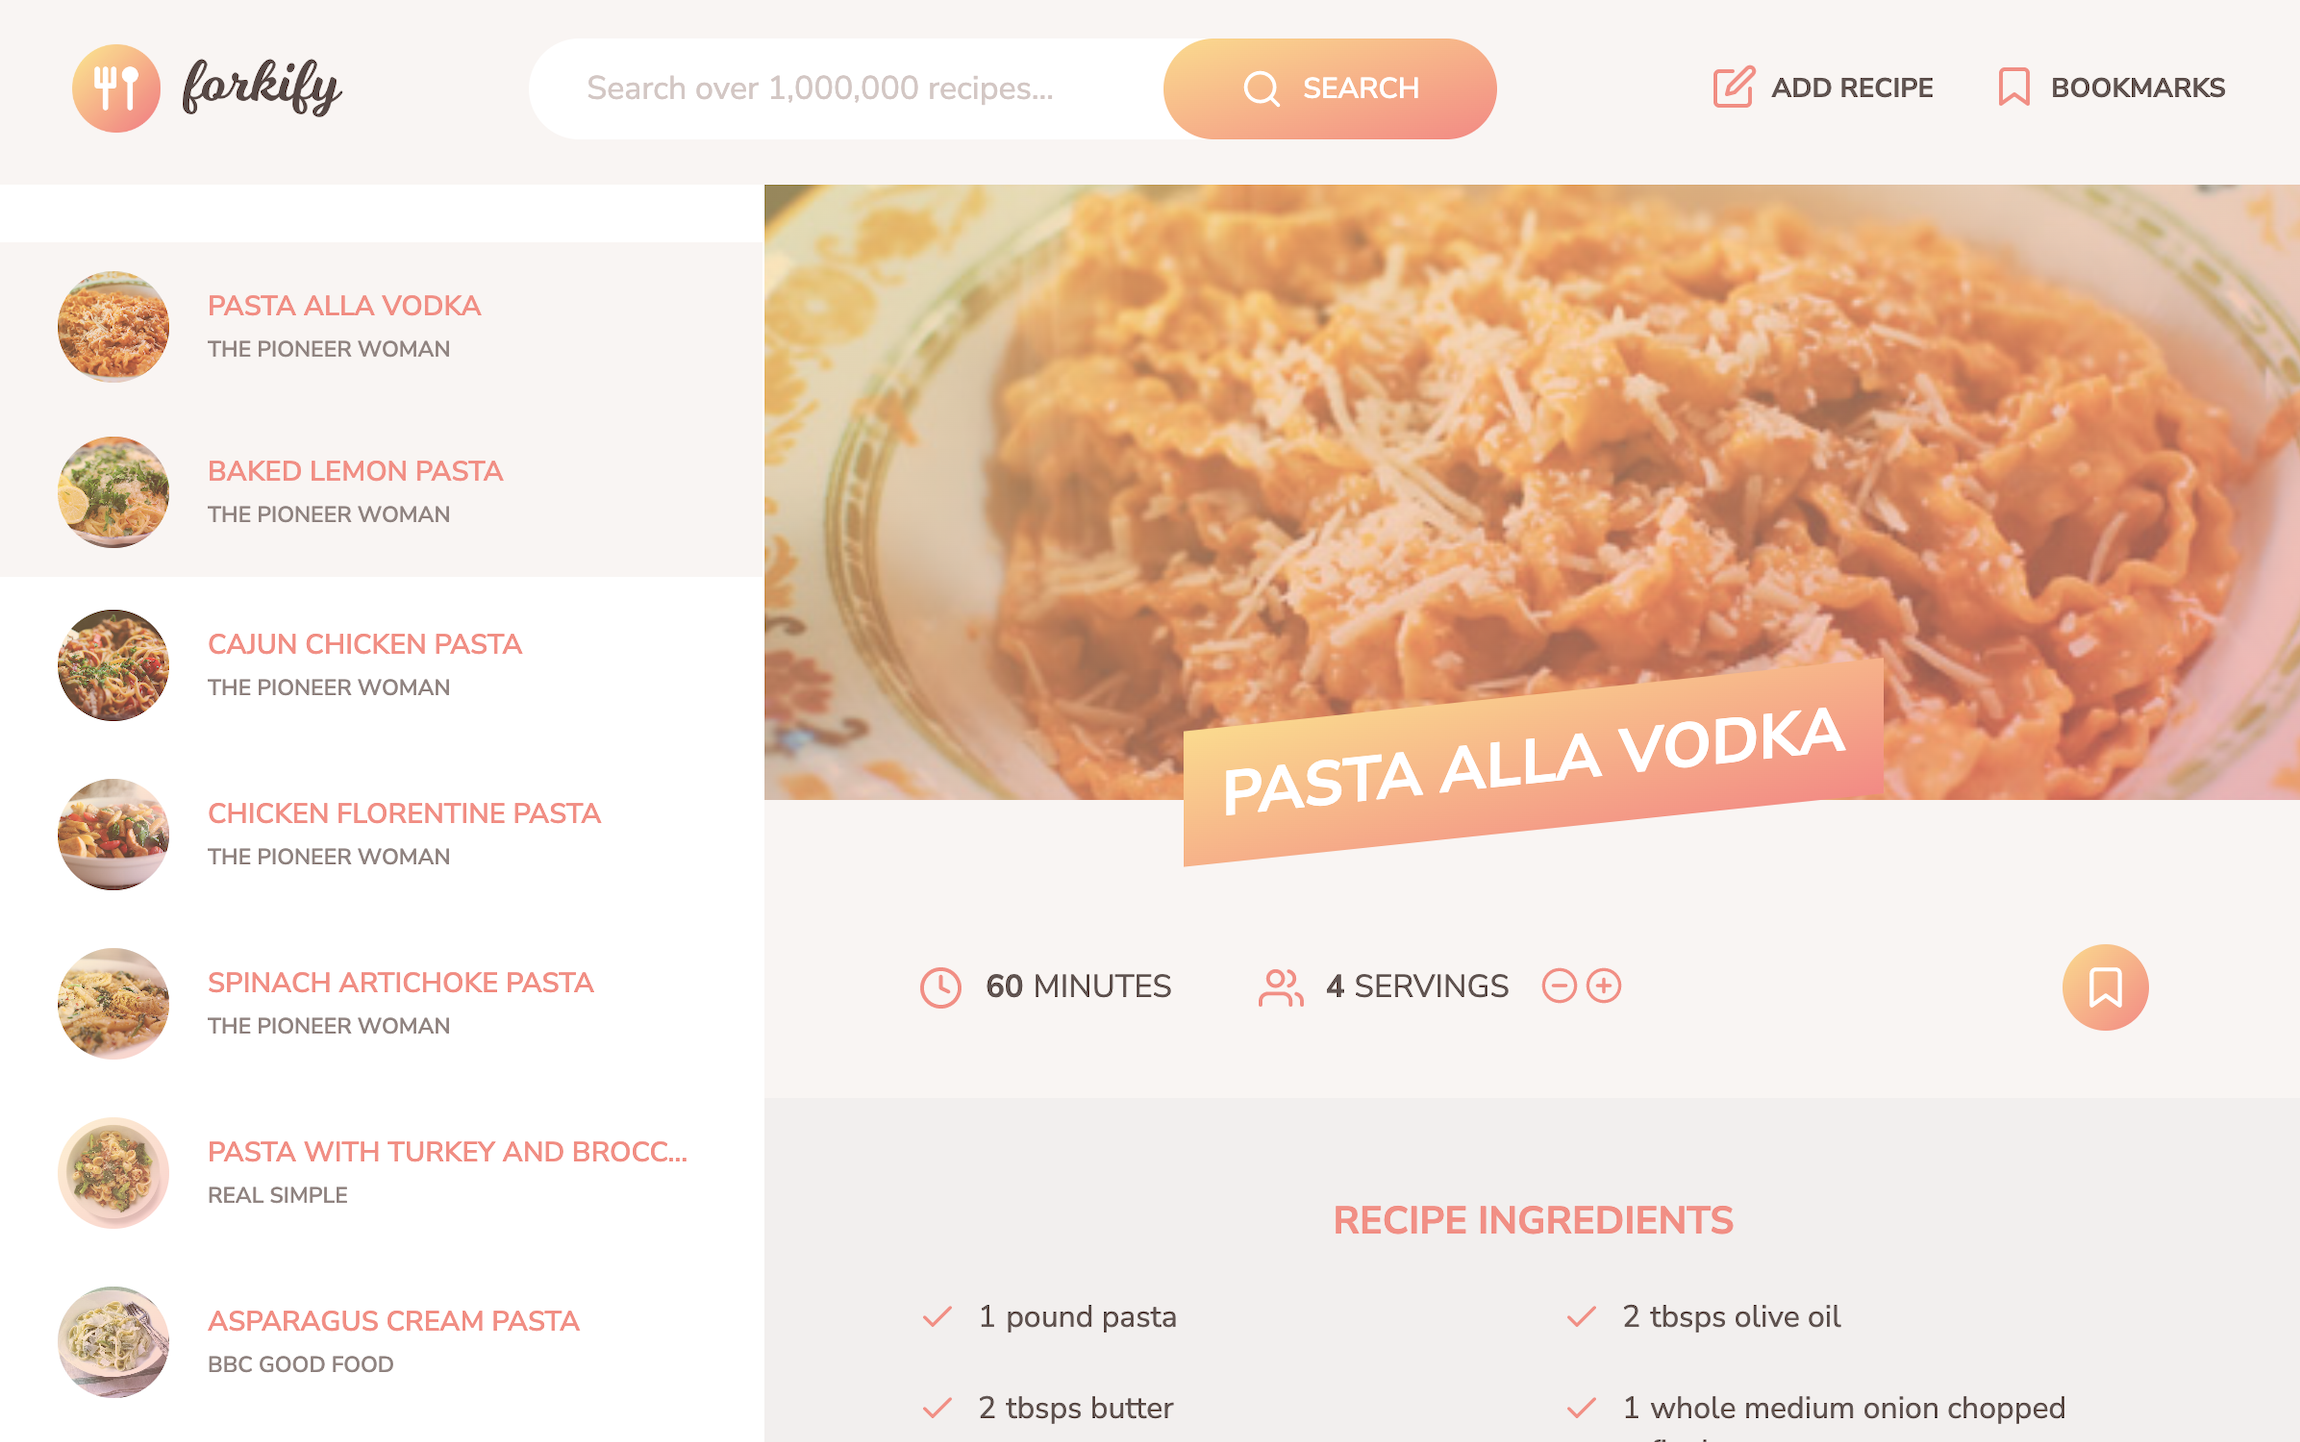 forkify
Search over 1,000,000 recipes...
SEARCH
ADD RECIPE
BOOKMARKS
PASTA ALLA VODKA
THE PIONEER WOMAN
BAKED LEMON PASTA
THE PIONEER WOMAN
CAJUN CHICKEN PASTA
THE PIONEER WOMAN
CHICKEN FLORENTINE PASTA
THE PIONEER WOMAN
SPINACH ARTICHOKE PASTA
THE PIONEER WOMAN
PASTA WITH TURKEY AND BROCC...
REAL SIMPLE
ASPARAGUS CREAM PASTA
BBC GOOD FOOD
PASTA ALLA VODKA
60 MINUTES
4 SERVINGS
RECIPE INGREDIENTS
1 pound pasta
2 tbsps olive oil
2 tbsps butter
1 whole medium onion chopped